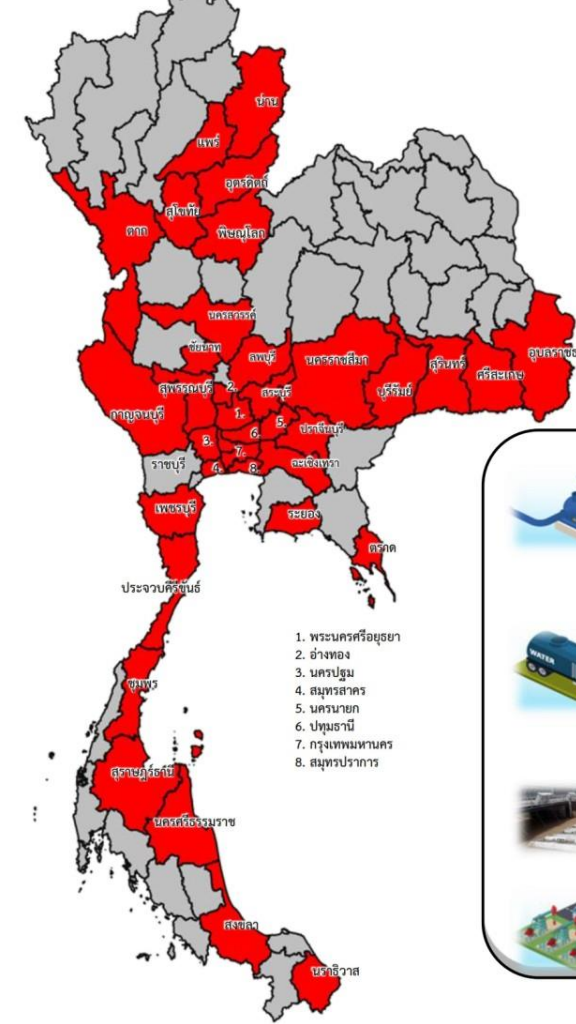 น่าน
แพร่
อุตรดิตถ์
สุโขทัย
ตาก
พิษณุโลก
นครสวรรค์
ชัยนาท
ลพบุรี
นครราชสีมา
อุบลราชธ
สุรินทร์
ศรีสะเกษ
บุรีรัมย์
สุพรรณบุรี
2.
สระบุรี
กาญจนบุรี
1.
5.
ปราจีนบุรี
6.
3.
7.
ราชบุรี
4.
8.
ฉะเชิงเทรา
เพชรบุรี
ระยอง
ตราด
ประจวบคีรีขันธ์
1. พระนครศรีอยุธยา
2. อ่างทอง
3. นครปฐม
4. สมุทรสาคร
5. นครนายก
6. ปทุมธานี
7. กรุงเทพมหานคร
8. สมุทรปราการ
ชุมพร
สุราษฎร์ธานี
นครศรีธรรมราช
สงขลา
นราธิวาส
WATER